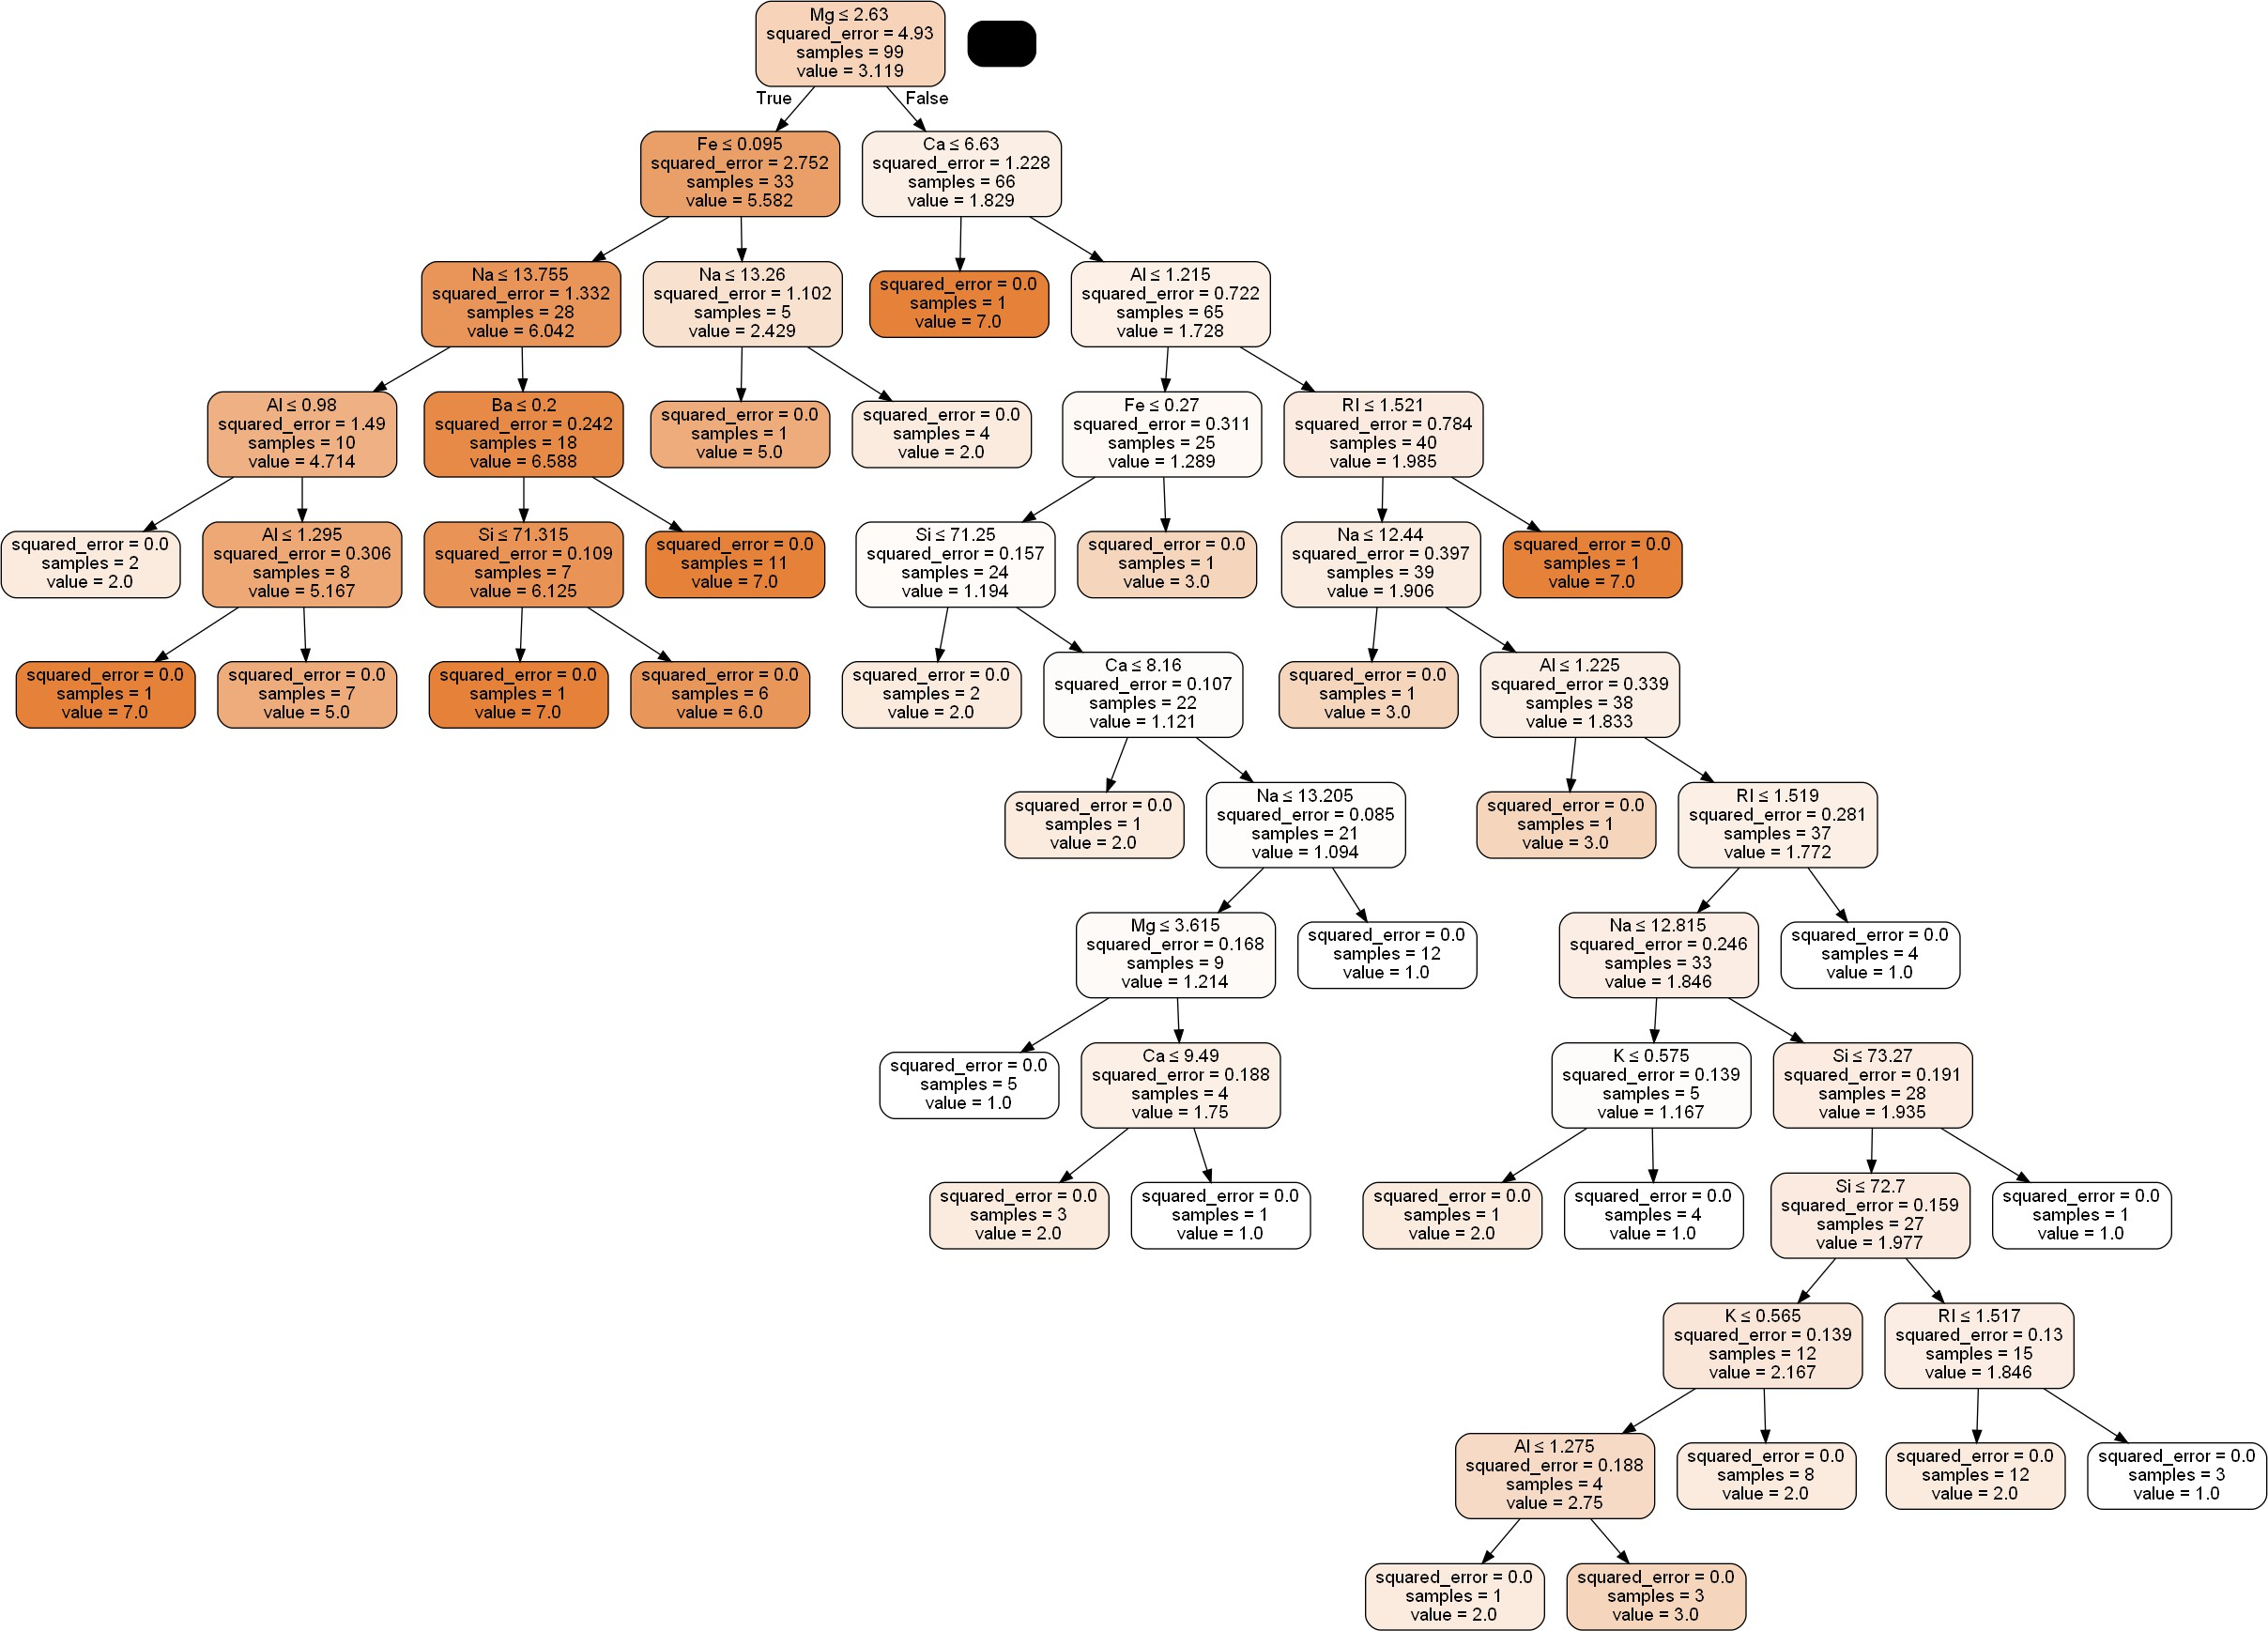 Mg ≤ 2.63
squared_error = 4.93
samples = 99
value = 3.119
True
False
Fe ≤ 0.095
squared_error = 2.752
samples = 33
value = 5.582
Ca ≤ 6.63
squared_error = 1.228
samples = 66
value = 1.829
Na ≤ 13.755
squared_error = 1.332
samples = 28
value = 6.042
Na ≤ 13.26
squared_error = 1.102
samples = 5
value = 2.429
squared_error = 0.0
samples = 1
value = 7.0
Al ≤ 1.215
squared_error = 0.722
samples = 65
value = 1.728
Al ≤ 0.98
squared_error = 1.49
samples = 10
value = 4.714
Ba ≤ 0.2
squared_error = 0.242
samples = 18
value = 6.588
squared_error = 0.0
samples = 1
value = 5.0
squared_error = 0.0
samples = 4
value = 2.0
Fe ≤ 0.27
squared_error = 0.311
samples = 25
value = 1.289
RI ≤ 1.521
squared_error = 0.784
samples = 40
value = 1.985
squared_error = 0.0
samples = 2
value = 2.0
Al ≤ 1.295
squared_error = 0.306
samples = 8
value = 5.167
Si ≤ 71.315
squared_error = 0.109
samples = 7
value = 6.125
squared_error = 0.0
samples = 11
value = 7.0
Si ≤ 71.25
squared_error = 0.157
samples = 24
value = 1.194
squared_error = 0.0
samples = 1
value = 3.0
Na ≤ 12.44
squared_error = 0.397
samples = 39
value = 1.906
squared_error = 0.0
samples = 1
value = 7.0
squared_error = 0.0
samples = 1
value = 7.0
squared_error = 0.0
samples = 7
value = 5.0
squared_error = 0.0
samples = 1
value = 7.0
squared_error = 0.0
samples = 6
value = 6.0
squared_error = 0.0
samples = 2
value = 2.0
Ca ≤ 8.16
squared_error = 0.107
samples = 22
value = 1.121
squared_error = 0.0
samples = 1
value = 3.0
Al ≤ 1.225
squared_error = 0.339
samples = 38
value = 1.833
squared_error = 0.0
samples = 1
value = 2.0
Na ≤ 13.205
squared_error = 0.085
samples = 21
value = 1.094
squared_error = 0.0
samples = 1
value = 3.0
RI ≤ 1.519
squared_error = 0.281
samples = 37
value = 1.772
Mg ≤ 3.615
squared_error = 0.168
samples = 9
value = 1.214
squared_error = 0.0
samples = 12
value = 1.0
Na ≤ 12.815
squared_error = 0.246
samples = 33
value = 1.846
squared_error = 0.0
samples = 4
value = 1.0
squared_error = 0.0
samples = 5
value = 1.0
Ca ≤ 9.49
squared_error = 0.188
samples = 4
value = 1.75
K ≤ 0.575
squared_error = 0.139
samples = 5
value = 1.167
Si ≤ 73.27
squared_error = 0.191
samples = 28
value = 1.935
squared_error = 0.0
samples = 3
value = 2.0
squared_error = 0.0
samples = 1
value = 1.0
squared_error = 0.0
samples = 1
value = 2.0
squared_error = 0.0
samples = 4
value = 1.0
Si ≤ 72.7
squared_error = 0.159
samples = 27
value = 1.977
squared_error = 0.0
samples = 1
value = 1.0
K ≤ 0.565
squared_error = 0.139
samples = 12
value = 2.167
RI ≤ 1.517
squared_error = 0.13
samples = 15
value = 1.846
Al ≤ 1.275
squared_error = 0.188
samples = 4
value = 2.75
squared_error = 0.0
samples = 8
value = 2.0
squared_error = 0.0
samples = 12
value = 2.0
squared_error = 0.0
samples = 3
value = 1.0
squared_error = 0.0
samples = 1
value = 2.0
squared_error = 0.0
samples = 3
value = 3.0